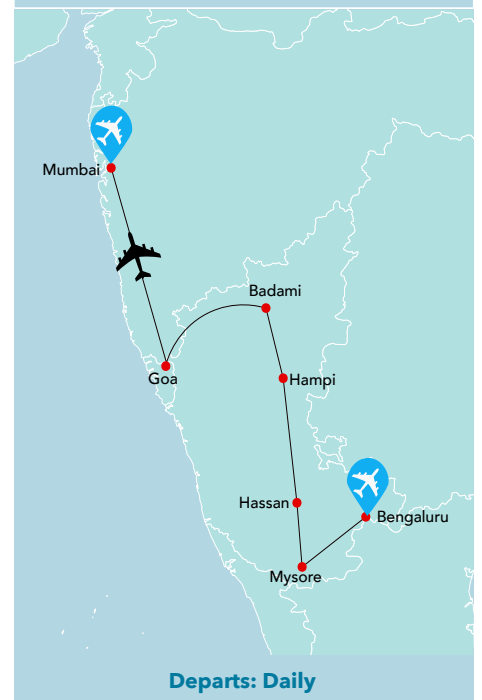 Mumbai
Badami
Goa
Hampi
Hassan
Bengaluru
Mysore
Departs: Daily